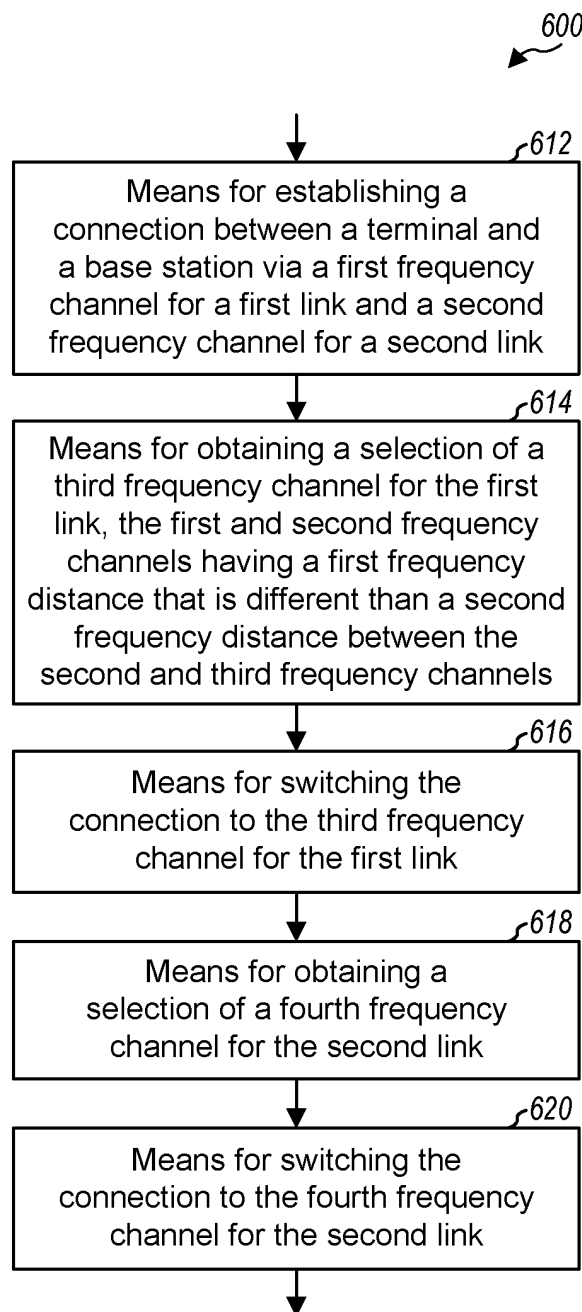 600
612
Means for establishing a
connection between a terminal and
a base station via a first frequency
channel for a first link and a second
frequency channel for a second link
614
Means for obtaining a selection of a
third frequency channel for the first
link, the first and second frequency
channels having a first frequency
distance that is different than a second
frequency distance between the
second and third frequency channels
616
Means for switching the
connection to the third frequency
channel for the first link
618
Means for obtaining a
selection of a fourth frequency
channel for the second link
620
Means for switching the
connection to the fourth frequency
channel for the second link